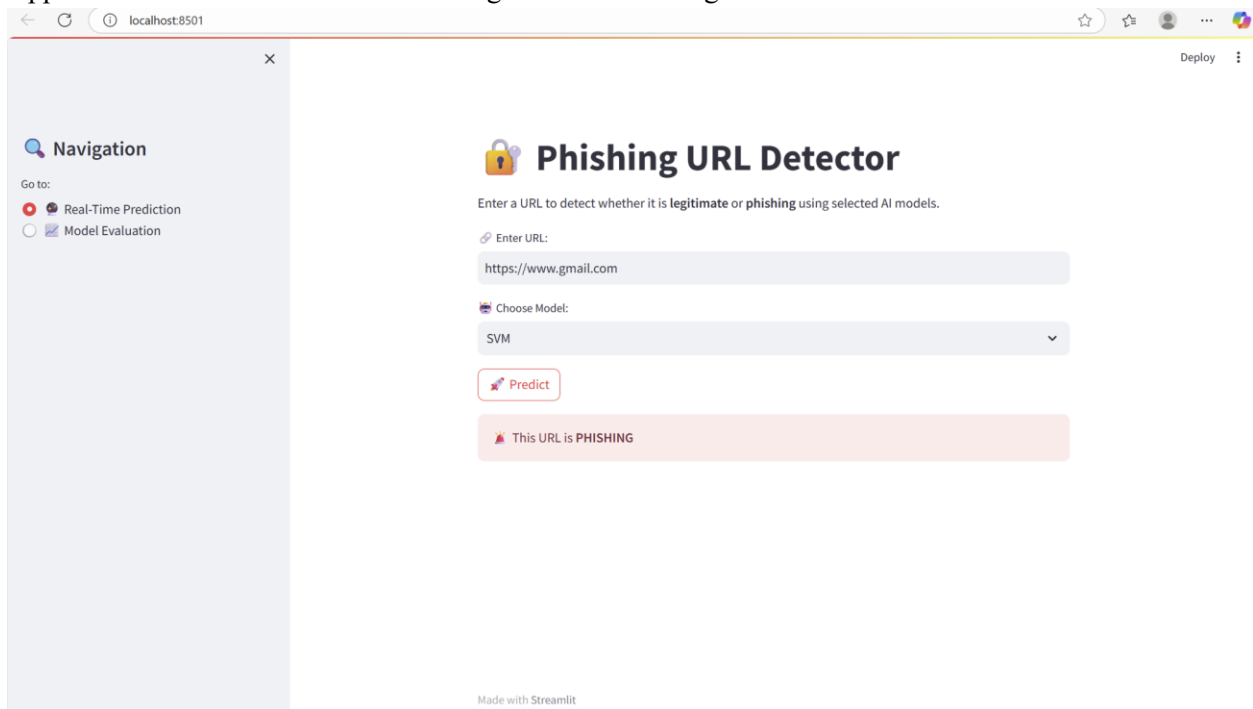 localhost:8501
Deploy
Navigation
Go to:
Real-Time Prediction
Model Evaluation
Phishing URL Detector
Enter a URL to detect whether it is legitimate or phishing using selected AI models.
Enter URL:
https://www.gmail.com
Choose Model:
SVM
Predict
This URL is PHISHING
Made with Streamlit